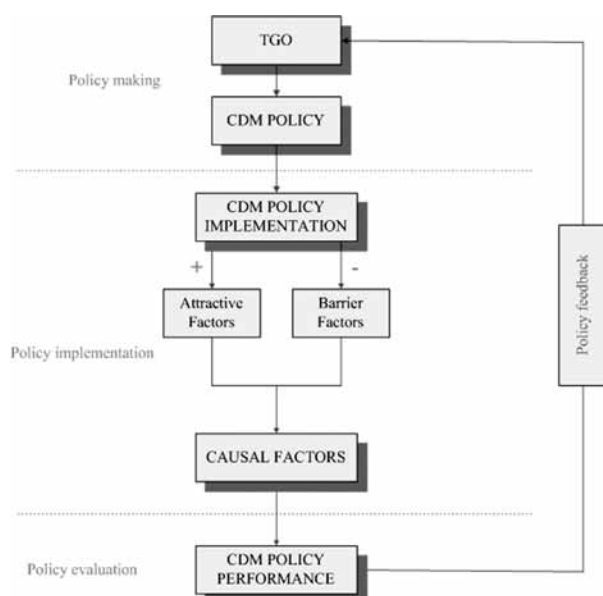 TGO
Policy making
CDM POLICY
CDM POLICY
IMPLEMENTATION
+
-
Attractive
Factors
Barrier
Factors
Policy implementation
Policy feedback
CAUSAL FACTORS
Policy evaluation
CDM POLICY
PERFORMANCE